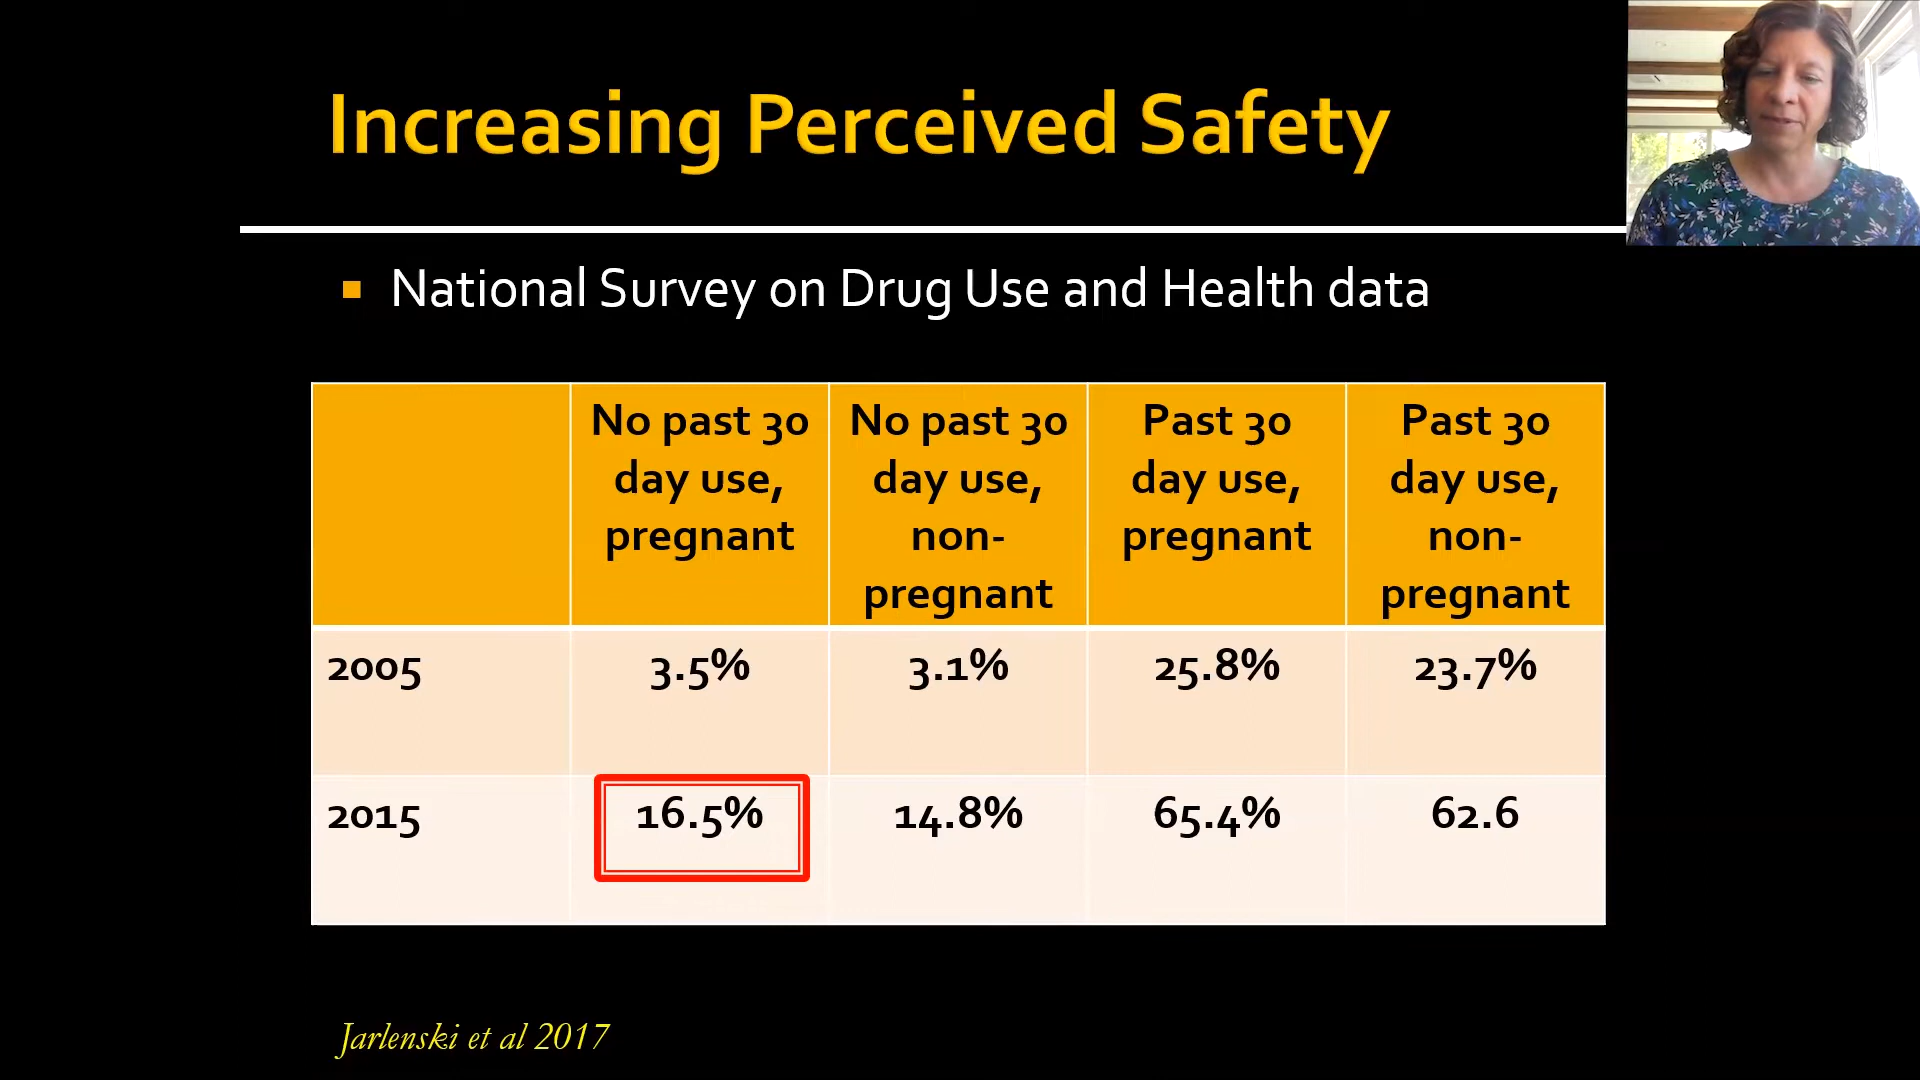 Increasing Perceived Safety
National Survey on Drug Use and Health data
No past 30 day use, pregnant
No past 30 day use, non-pregnant
Past 30 day use, pregnant
Past 30 day use, non-pregnant
2005 3.5% 3.1% 25.8% 23.7%
2015 16.5% 14.8% 65.4% 62.6
Jarlenski et al 2017